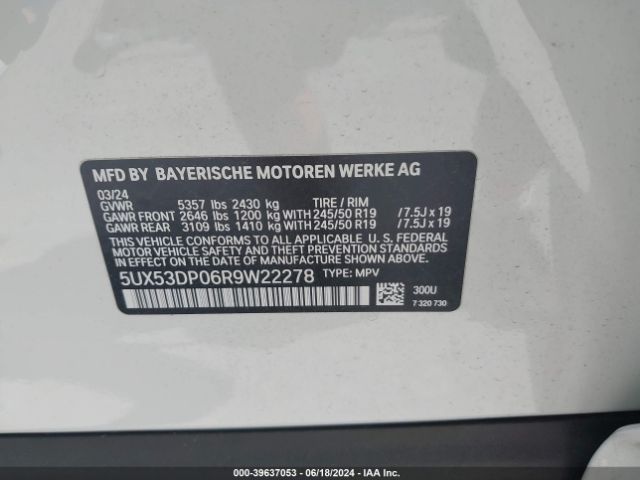 MFD BY BAYERISCHE MOTOREN WERKE AG
03/24
GVWR 5357 lbs 2430 kg TIRE / RIM
GAWR FRONT 2646 lbs 1200 kg WITH 245/50 R19 / 7.5J x 19
GAWR REAR 3109 lbs 1410 kg WITH 245/50 R19 / 7.5J x 19
THIS VEHICLE CONFORMS TO ALL APPLICABLE U. S. FEDERAL
MOTOR VEHICLE SAFETY, BUMPER, AND THEFT PREVENTION
STANDARDS IN EFFECT ON THE DATE OF MANUFACTURE SHOWN ABOVE.
5UX53DP06R9W22278 TYPE: MPV
300U
7 320 730
000-39637053 - 06/18/2024 - IAA, Inc.